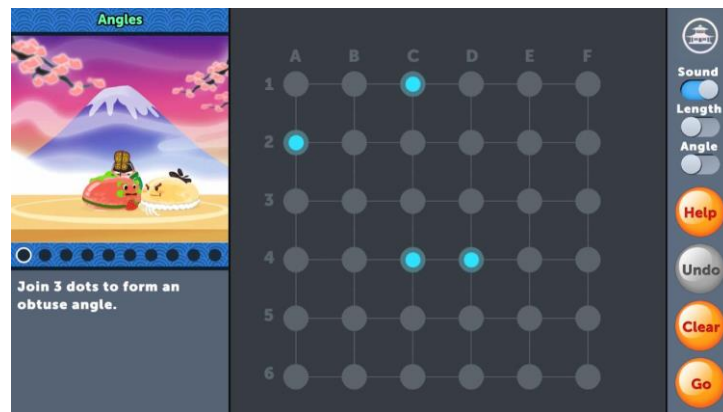 Angles
Join 3 dots to form an
obtuse angle.
A B C D E F
1
2
3
4
5
6
Sound
Length
Angle
Help
Undo
Clear
Go